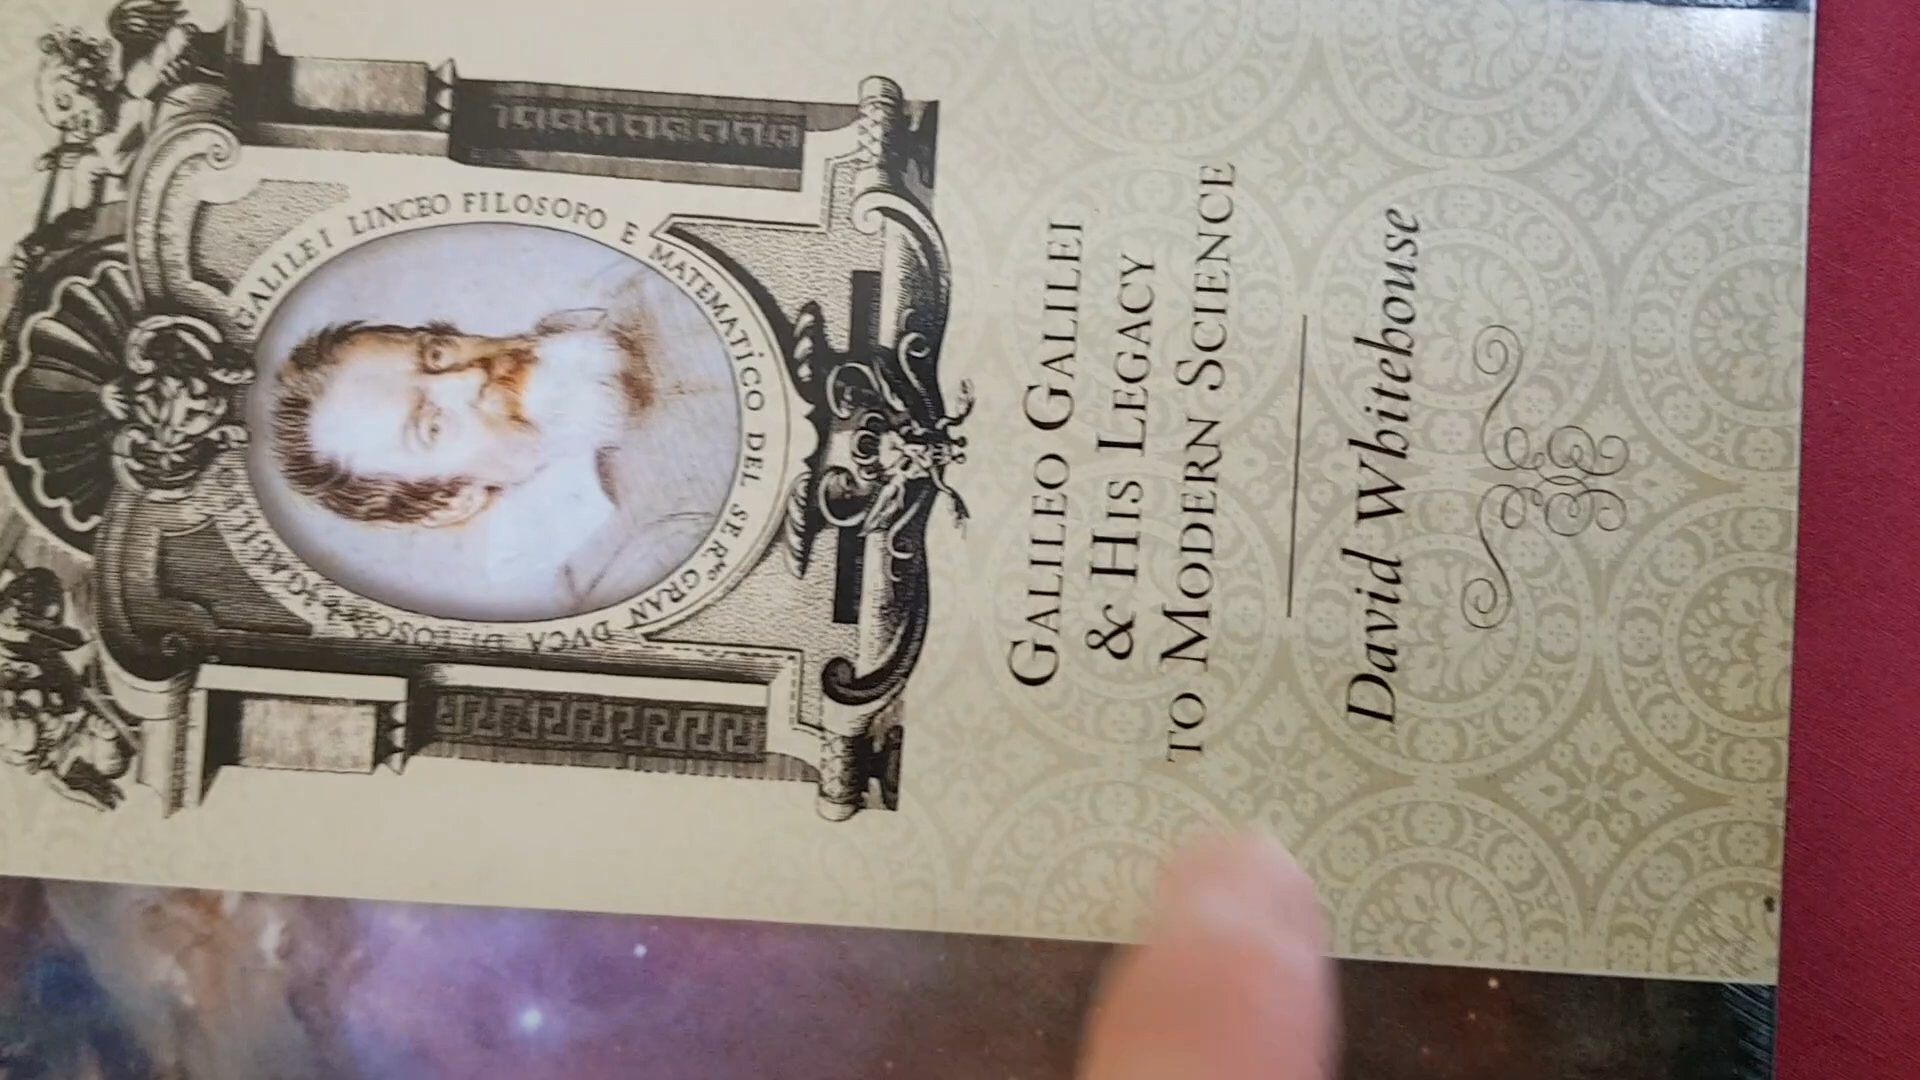 GALILEI LINCEO FILOSOFO E MATEMATICO DEL SER.mo GRAN DVCA DI TOSCA
GALILEO GALILEI
& HIS LEGACY
TO MODERN SCIENCE
David Whitehouse